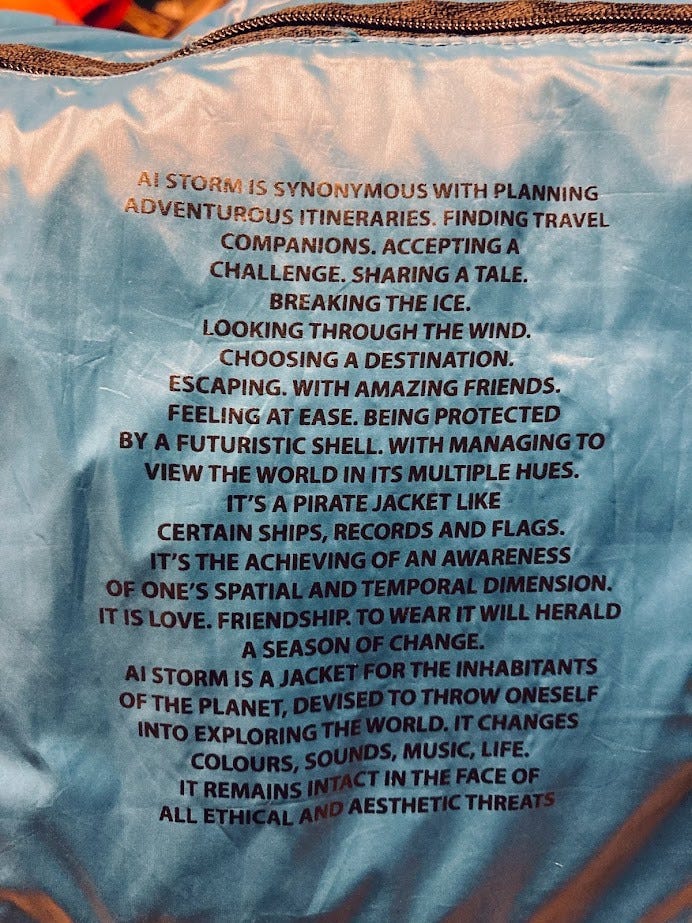 AI STORM IS SYNONYMOUS WITH PLANNING
ADVENTUROUS ITINERARIES. FINDING TRAVEL
COMPANIONS. ACCEPTING A
CHALLENGE. SHARING A TALE.
BREAKING THE ICE.
LOOKING THROUGH THE WIND.
CHOOSING A DESTINATION.
ESCAPING. WITH AMAZING FRIENDS.
FEELING AT EASE. BEING PROTECTED
BY A FUTURISTIC SHELL. WITH MANAGING TO
VIEW THE WORLD IN ITS MULTIPLE HUES.
IT'S A PIRATE JACKET LIKE
CERTAIN SHIPS, RECORDS AND FLAGS.
IT'S THE ACHIEVING OF AN AWARENESS
OF ONE'S SPATIAL AND TEMPORAL DIMENSION.
IT IS LOVE. FRIENDSHIP. TO WEAR IT WILL HERALD
A SEASON OF CHANGE.
AI STORM IS A JACKET FOR THE INHABITANTS
OF THE PLANET, DEVISED TO THROW ONESELF
INTO EXPLORING THE WORLD. IT CHANGES
COLOURS, SOUNDS, MUSIC, LIFE.
IT REMAINS INTACT IN THE FACE OF
ALL ETHICAL AND AESTHETIC THREATS